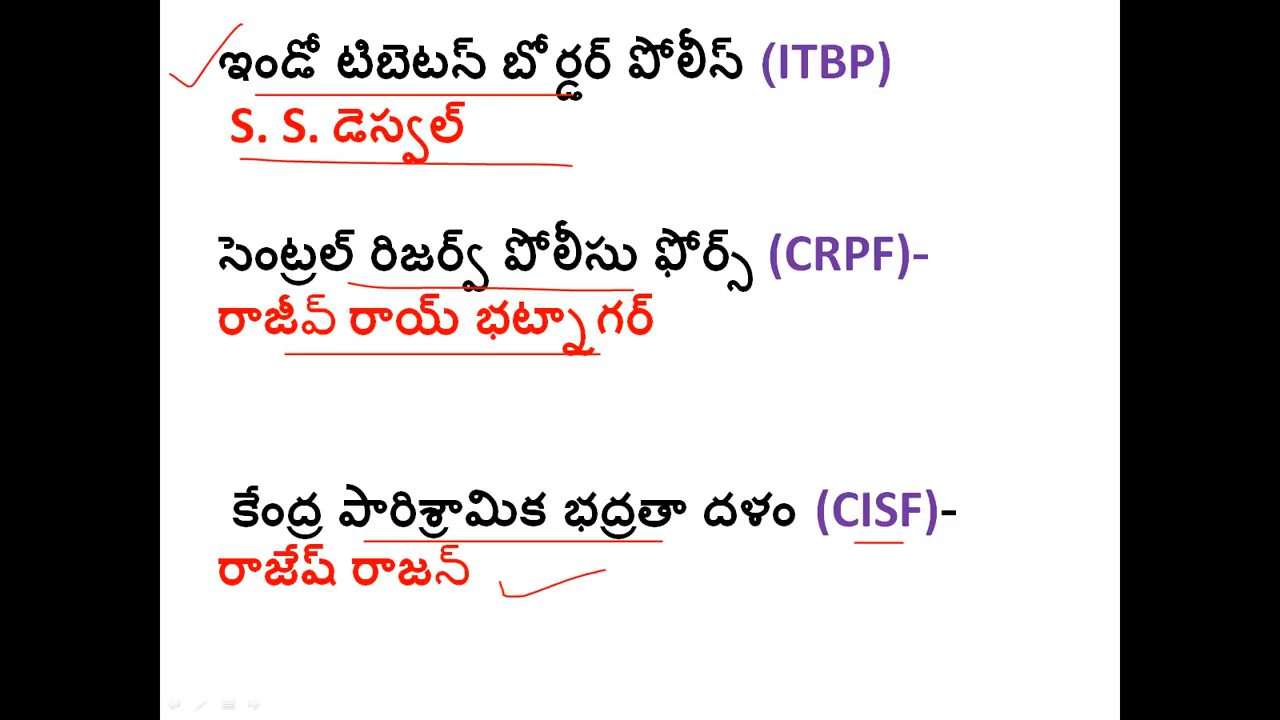 ఇండో టిబెటన్ బోర్డర్ పోలీస్ (ITBP)
S. S. డెస్వల్
సెంట్రల్ రిజర్వ్ పోలీసు ఫోర్స్ (CRPF)-
రాజీవ్ రాయ్ భట్నాగర్
కేంద్ర పారిశ్రామిక భద్రతా దళం (CISF)-
రాజేష్ రాజన్